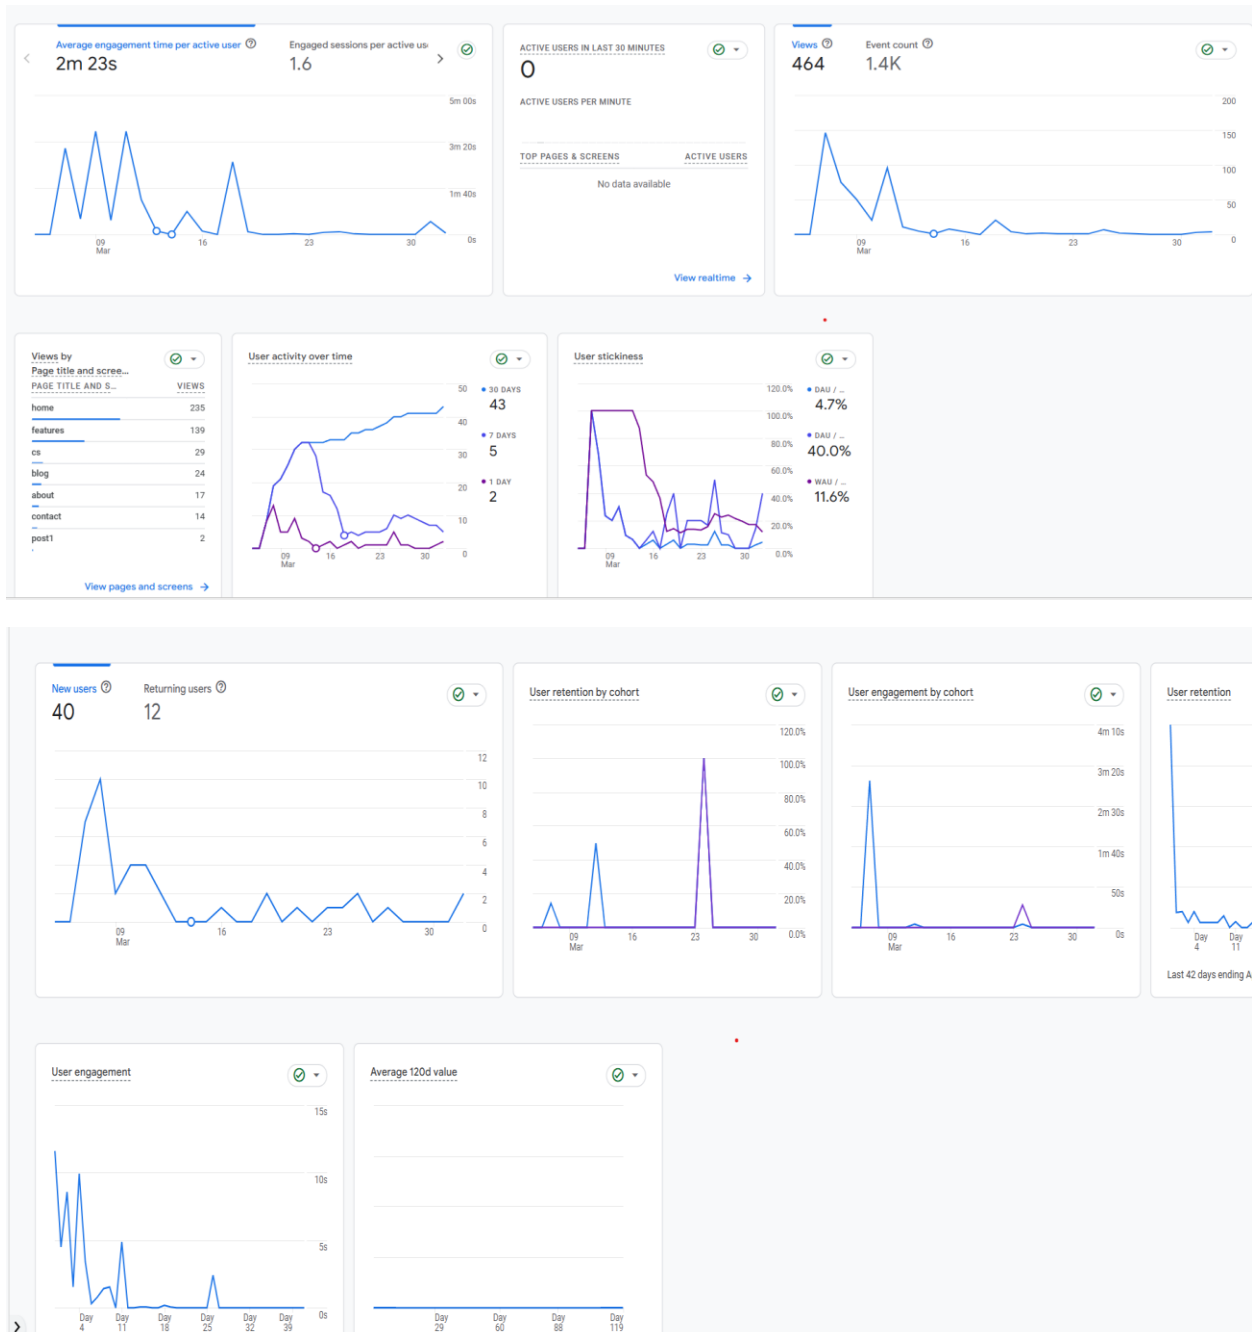 Average engagement time per active user
Engaged sessions per active us
2m 23s
1.6
5m 00s
3m 20s
1m 40s
0s
09
Mar
16
23
30
ACTIVE USERS IN LAST 30 MINUTES
0
ACTIVE USERS PER MINUTE
TOP PAGES & SCREENS
ACTIVE USERS
No data available
View realtime
Views
Event count
464
1.4K
200
150
100
50
0
09
Mar
16
23
30
Views by
Page title and scree...
PAGE TITLE AND S...
VIEWS
home 235
features 139
cs 29
blog 24
about 17
contact 14
post1 2
View pages and screens
User activity over time
50
40
30
20
10
0
09
Mar
16
23
30
30 DAYS
43
7 DAYS
5
1 DAY
2
User stickiness
120.0%
100.0%
80.0%
60.0%
40.0%
20.0%
0.0%
09
Mar
16
23
30
DAU / ...
4.7%
DAU / ...
40.0%
WAU / ...
11.6%
New users
Returning users
40
12
12
10
8
6
4
2
0
09
Mar
16
23
30
User retention by cohort
120.0%
100.0%
80.0%
60.0%
40.0%
20.0%
0.0%
09
Mar
16
23
30
User engagement by cohort
4m 10s
3m 20s
2m 30s
1m 40s
50s
0s
09
Mar
16
23
30
User retention
Day
4
Day
11
Last 42 days ending A
User engagement
15s
10s
5s
0s
Day
4
Day
11
Day
18
Day
25
Day
32
Day
39
Average 120d value
Day
29
Day
60
Day
88
Day
119